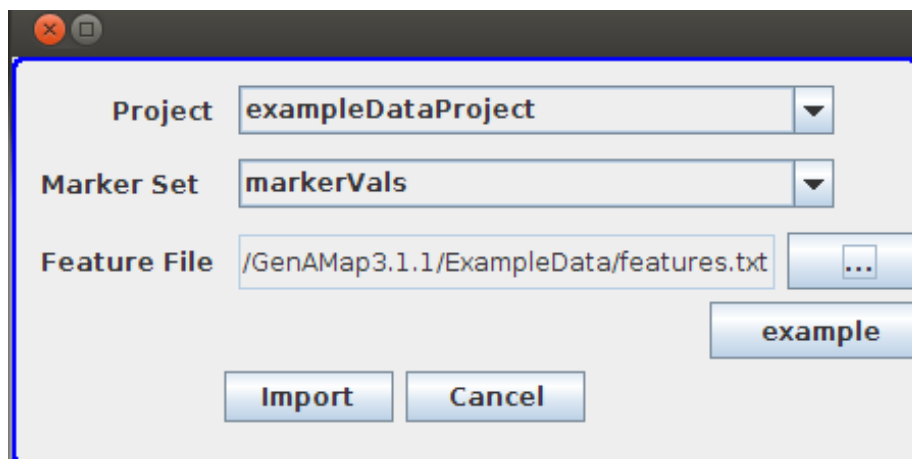 Project exampleDataProject
Marker Set markerVals
Feature File /GenAMap3.1.1/ExampleData/features.txt ...
example
Import Cancel